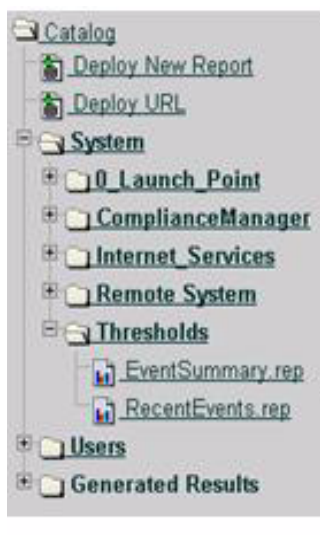 Catalog
Deploy New Report
Deploy URL
System
0_Launch_Point
ComplianceManager
Internet_Services
Remote System
Thresholds
EventSummary.rep
RecentEvents.rep
Users
Generated Results